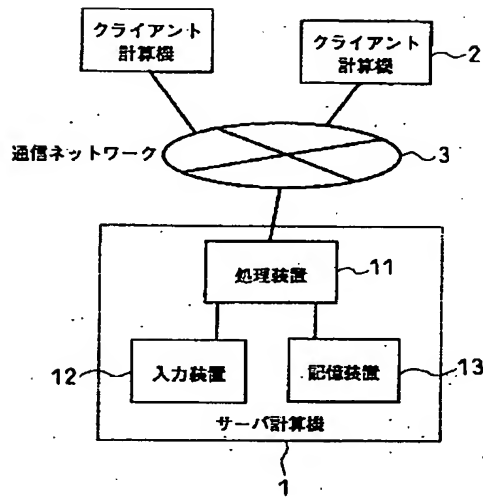 クライアント
計算機
クライアント
計算機
2
通信ネットワーク
3
処理装置
11
12
入力装置
記憶装置
13
サーバ計算機
1